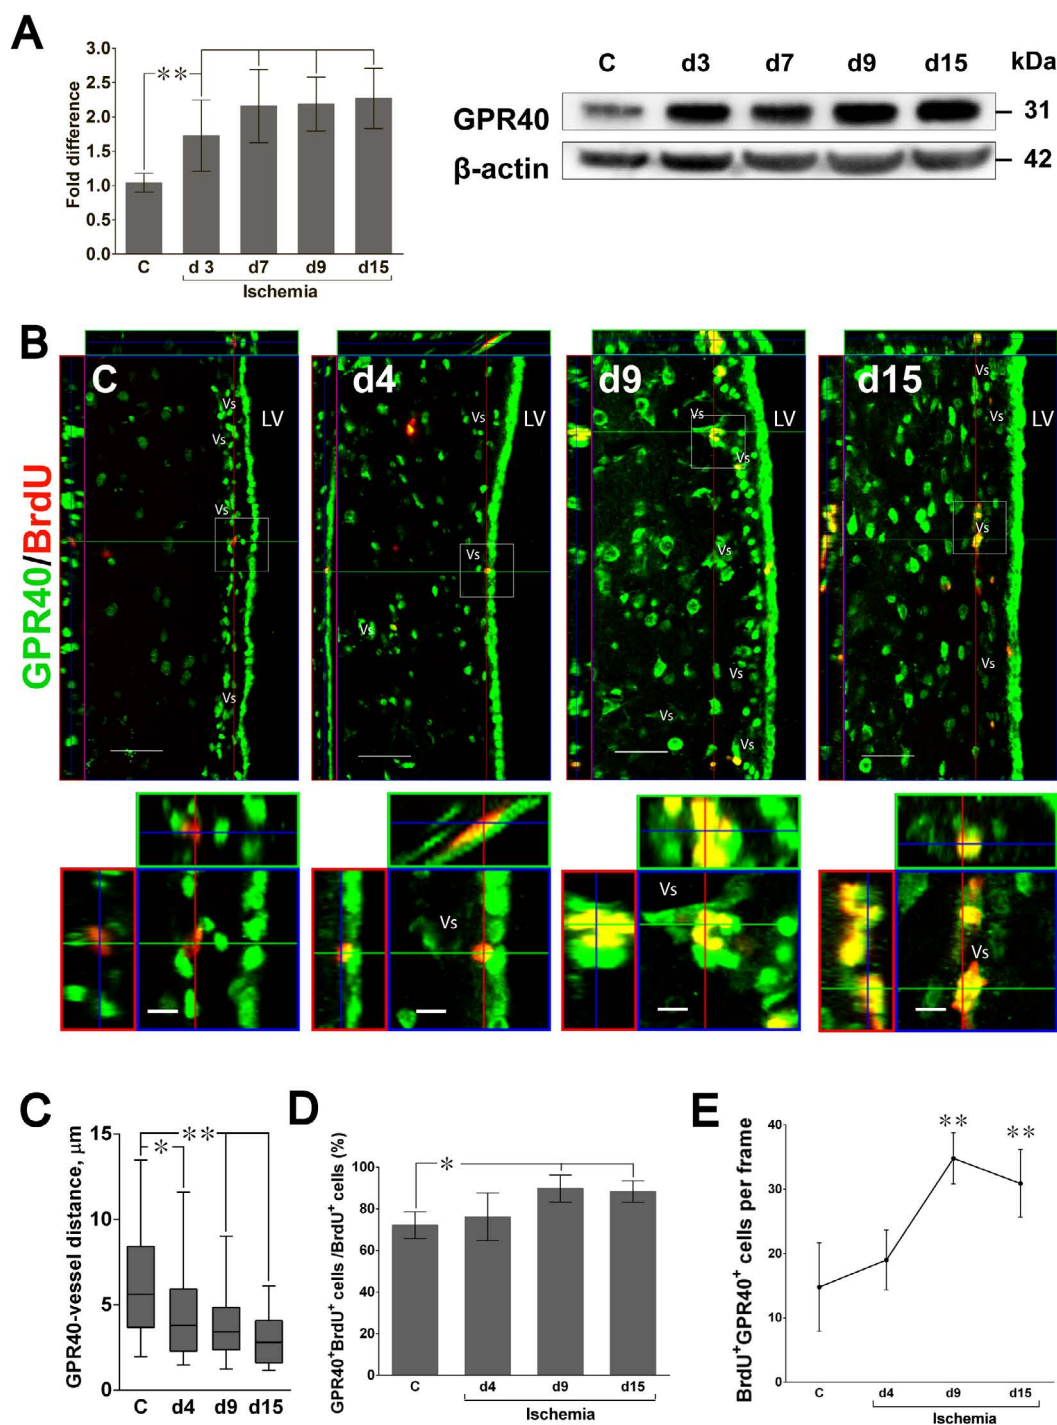 A
3.0
2.5
2.0
1.5
1.0
0.5
0.0
Fold difference
**
C d 3 d7 d9 d15
Ischemia
C d3 d7 d9 d15 kDa
GPR40 31
β-actin 42
B
GPR40/BrdU
C d4 d9 d15
LV LV LV LV
Vs Vs Vs Vs
Vs Vs
Vs Vs Vs
Vs Vs Vs
Vs Vs Vs
Vs
Vs Vs Vs
C
GPR40-vessel distance, µm
15
10
5
0
* **
C d4 d9 d15
D
GPR40+BrdU+ cells /BrdU+ cells (%)
100
80
60
40
20
0
*
C d4 d9 d15
Ischemia
E
BrdU+GPR40+ cells per frame
40
30
20
10
0
** **
C d4 d9 d15
Ischemia